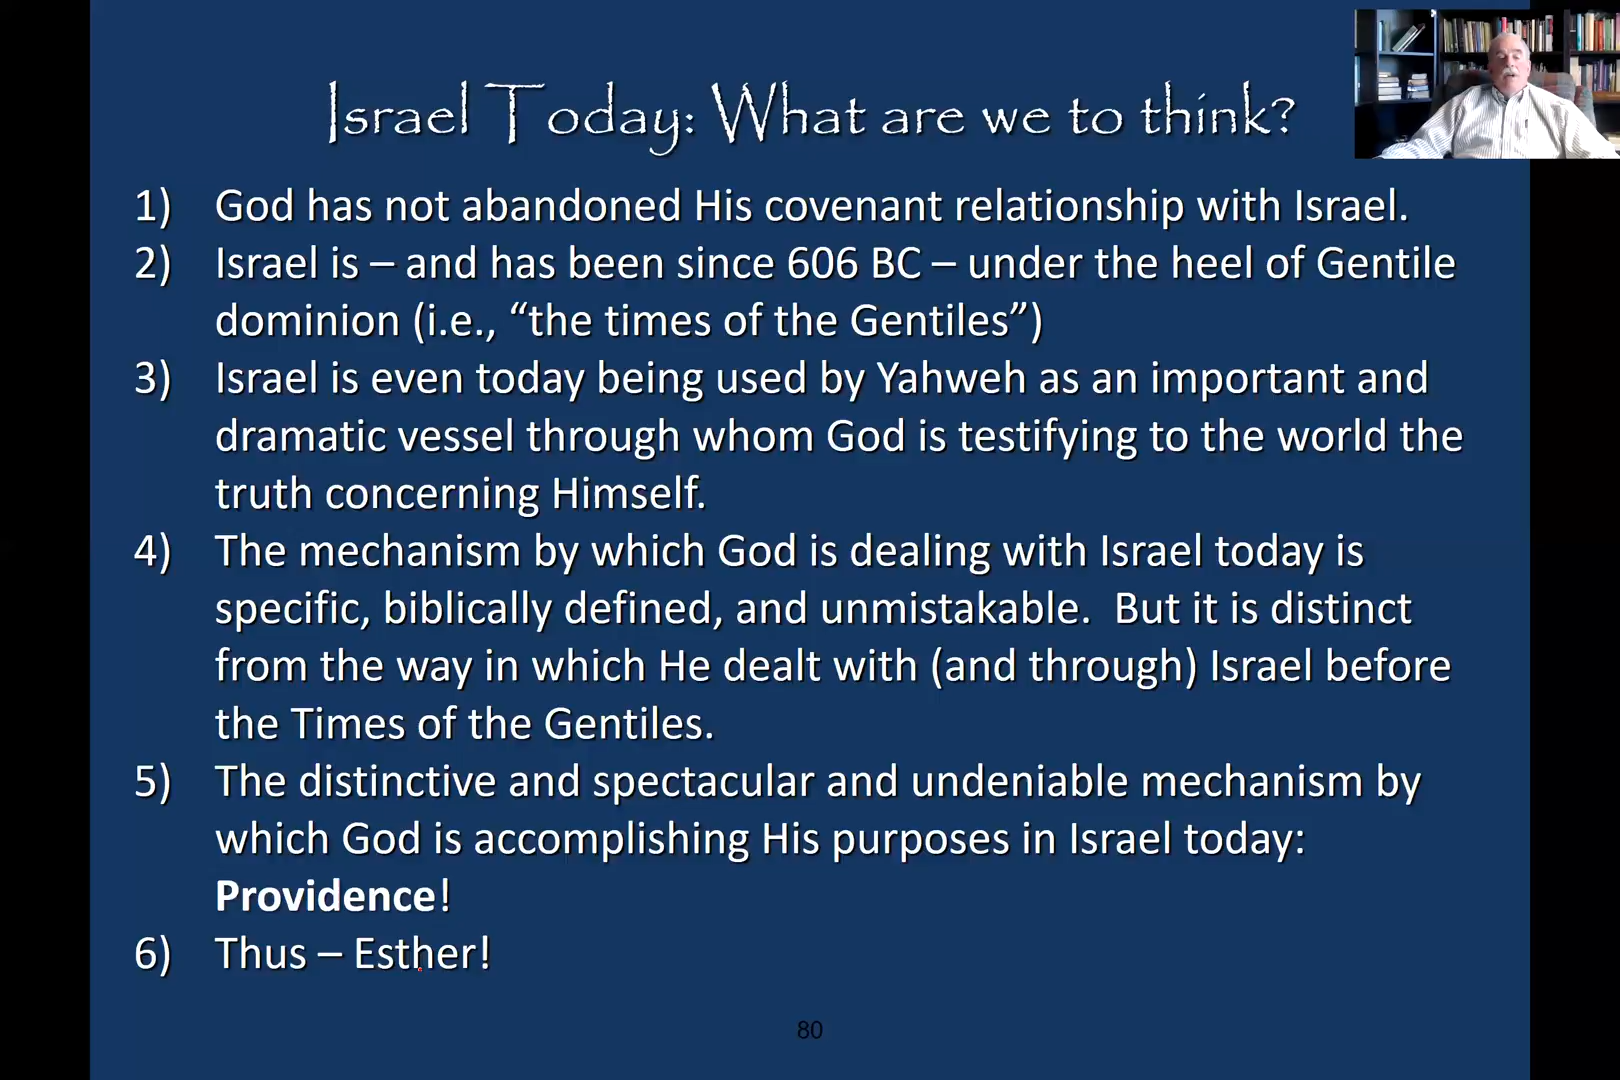 Israel Today: What are we to think?
1) God has not abandoned His covenant relationship with Israel.
2) Israel is – and has been since 606 BC – under the heel of Gentile
dominion (i.e., “the times of the Gentiles”)
3) Israel is even today being used by Yahweh as an important and
dramatic vessel through whom God is testifying to the world the
truth concerning Himself.
4) The mechanism by which God is dealing with Israel today is
specific, biblically defined, and unmistakable.  But it is distinct
from the way in which He dealt with (and through) Israel before
the Times of the Gentiles.
5) The distinctive and spectacular and undeniable mechanism by
which God is accomplishing His purposes in Israel today:
Providence!
6) Thus – Esther!
80